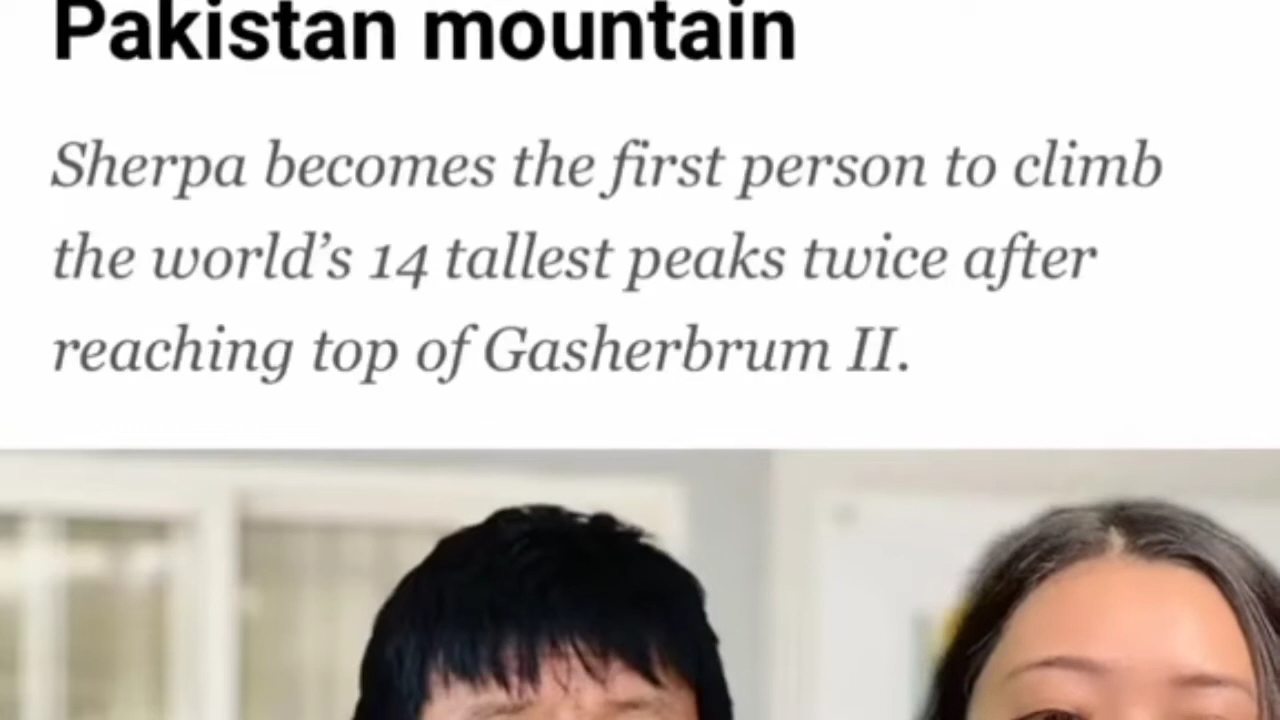 Pakistan mountain
Sherpa becomes the first person to climb
the world’s 14 tallest peaks twice after
reaching top of Gasherbrum II.